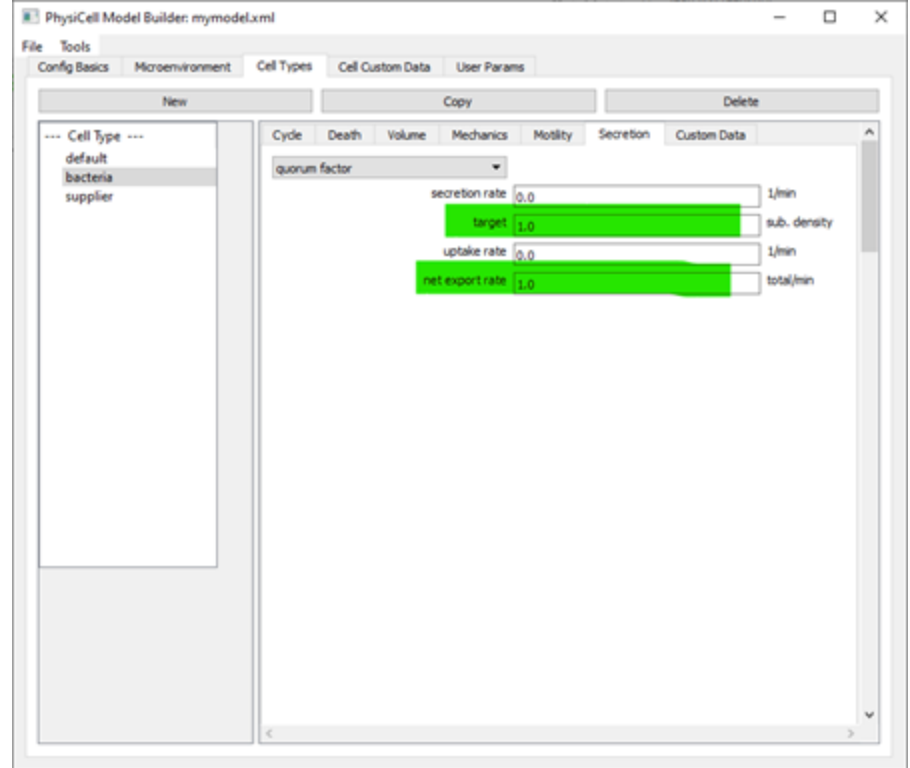 PhysiCell Model Builder: mymodel.xml
File Tools
Config Basics Microenvironment Cell Types Cell Custom Data User Params
New Copy Delete
--- Cell Type ---
default
bacteria
supplier
Cycle Death Volume Mechanics Motility Secretion Custom Data
quorum factor
secretion rate 0.0 1/min
target 1.0 sub. density
uptake rate 0.0 1/min
net export rate 1.0 total/min